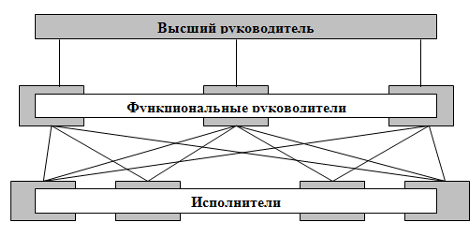 Высший руководитель
Функциональные руководители
Исполнители